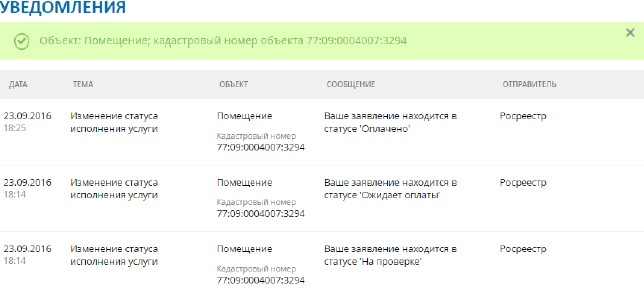 УВЕДОМЛЕНИЯ
Объект: Помещение; кадастровый номер объекта 77:09:0004007:3294
ДАТА ТЕМА ОБЪЕКТ СООБЩЕНИЕ ОТПРАВИТЕЛЬ
23.09.2016 Изменение статуса Помещение Ваше заявление находится в Росреестр
18:25 исполнения услуги статусе 'Оплачено'
Кадастровый номер
77:09:0004007:3294
23.09.2016 Изменение статуса Помещение Ваше заявление находится в Росреестр
18:14 исполнения услуги статусе 'Ожидает оплаты'
Кадастровый номер
77:09:0004007:3294
23.09.2016 Изменение статуса Помещение Ваше заявление находится в Росреестр
18:14 исполнения услуги статусе 'На проверке'
Кадастровый номер
77:09:0004007:3294